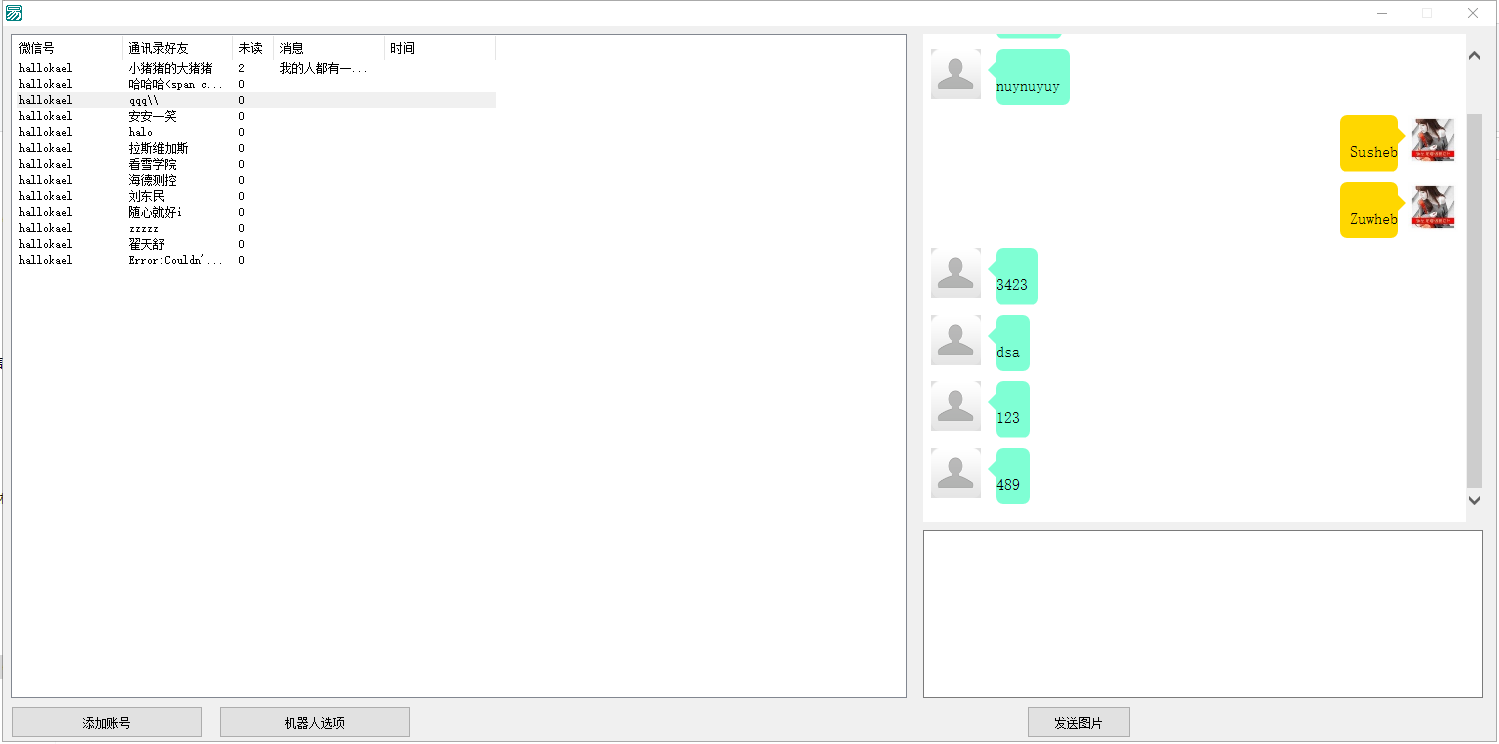 微信号 通讯录好友 未读 消息 时间
hallokael 小猪猪的大猪猪 2 我的人都有一...
hallokael 哈哈哈<span c... 0
hallokael qqq\\ 0
hallokael 安安一笑 0
hallokael halo 0
hallokael 拉斯维加斯 0
hallokael 看雪学院 0
hallokael 海德测控 0
hallokael 刘东民 0
hallokael 随心就好i 0
hallokael zzzzz 0
hallokael 翟天舒 0
hallokael Error:Couldn'... 0
添加账号 机器人选项
nuynuyuy
Susheb
Zuwheb
3423
dsa
123
489
发送图片